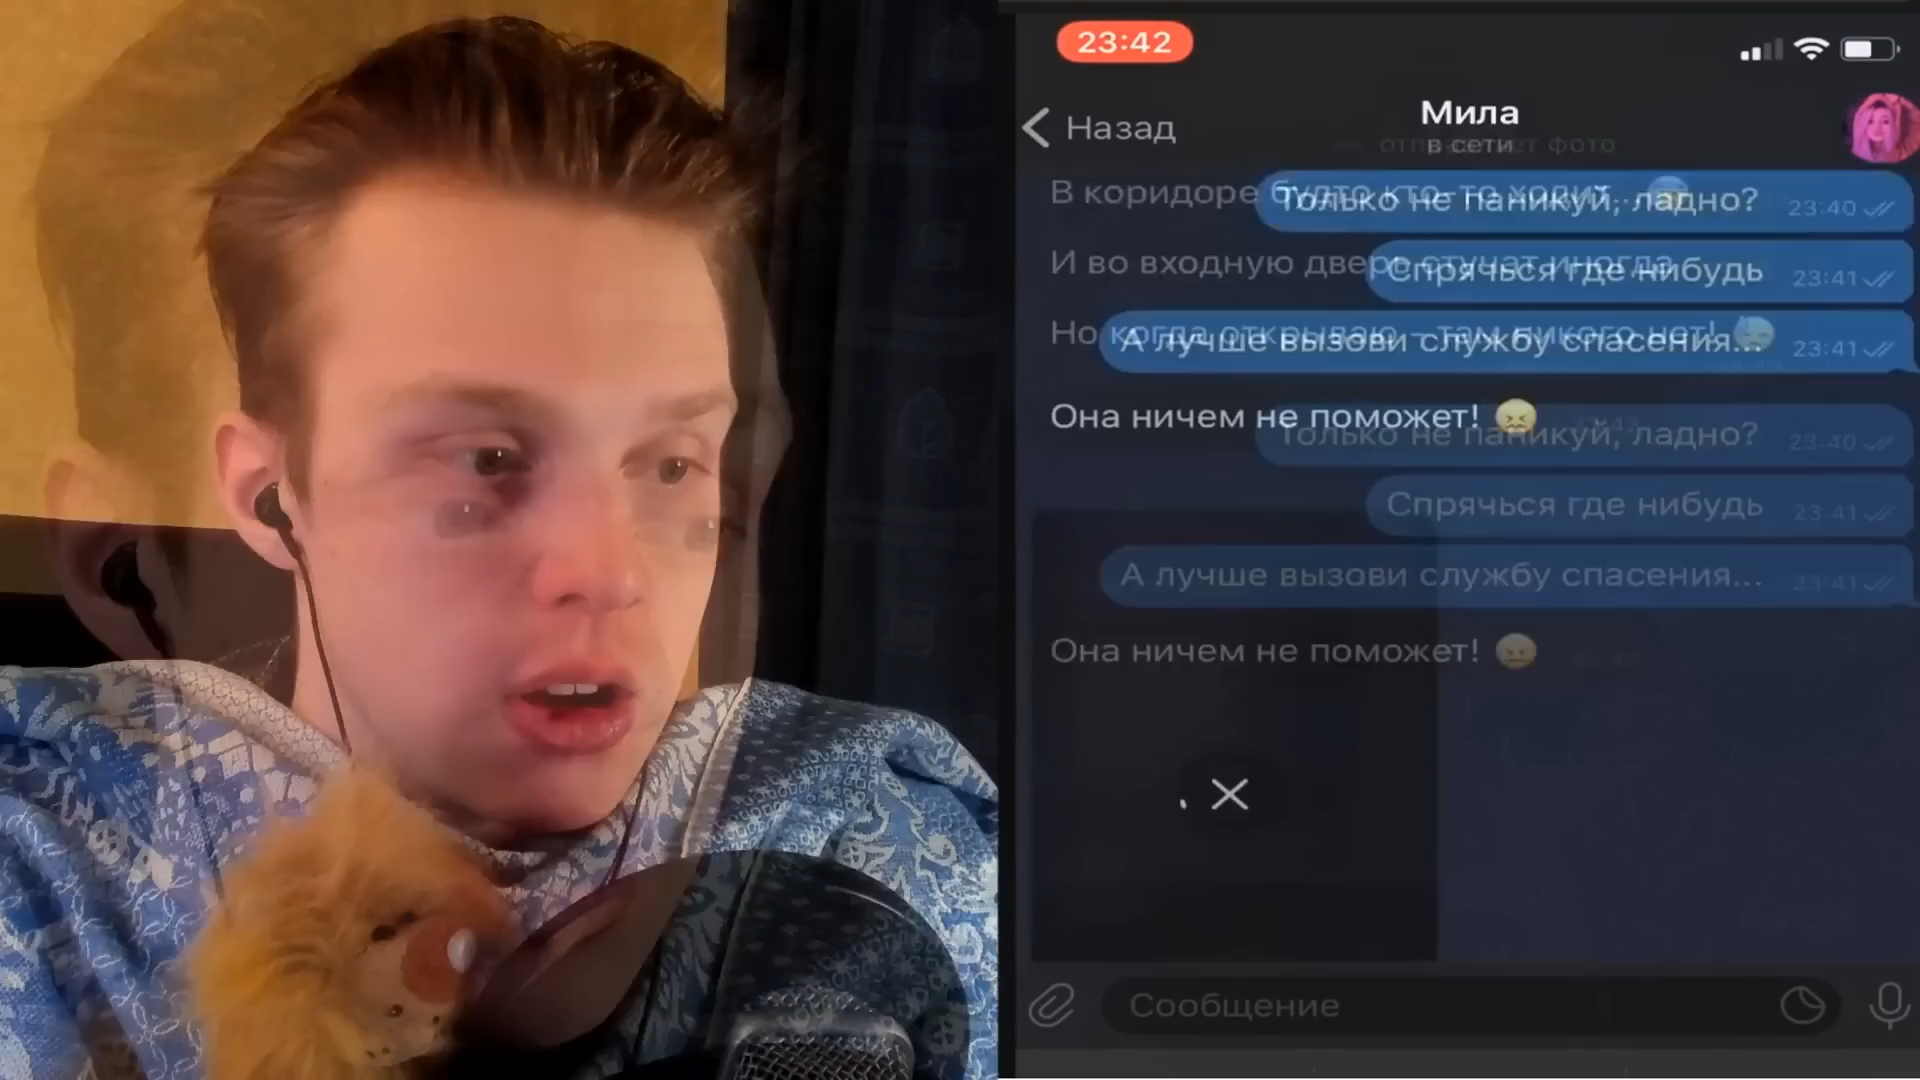 23:42
Назад
Мила
в сети
отправляет фото
В коридоре будто кто-то ходит...
Только не паникуй, ладно? 23:40
И во входную дверь стучат иногда
Спрячься где нибудь 23:41
Но когда открываю – там никого нет!
А лучше вызови службу спасения... 23:41
Она ничем не поможет!
Только не паникуй, ладно? 23:40
Спрячься где нибудь 23:41
А лучше вызови службу спасения... 23:41
Она ничем не поможет!
Сообщение